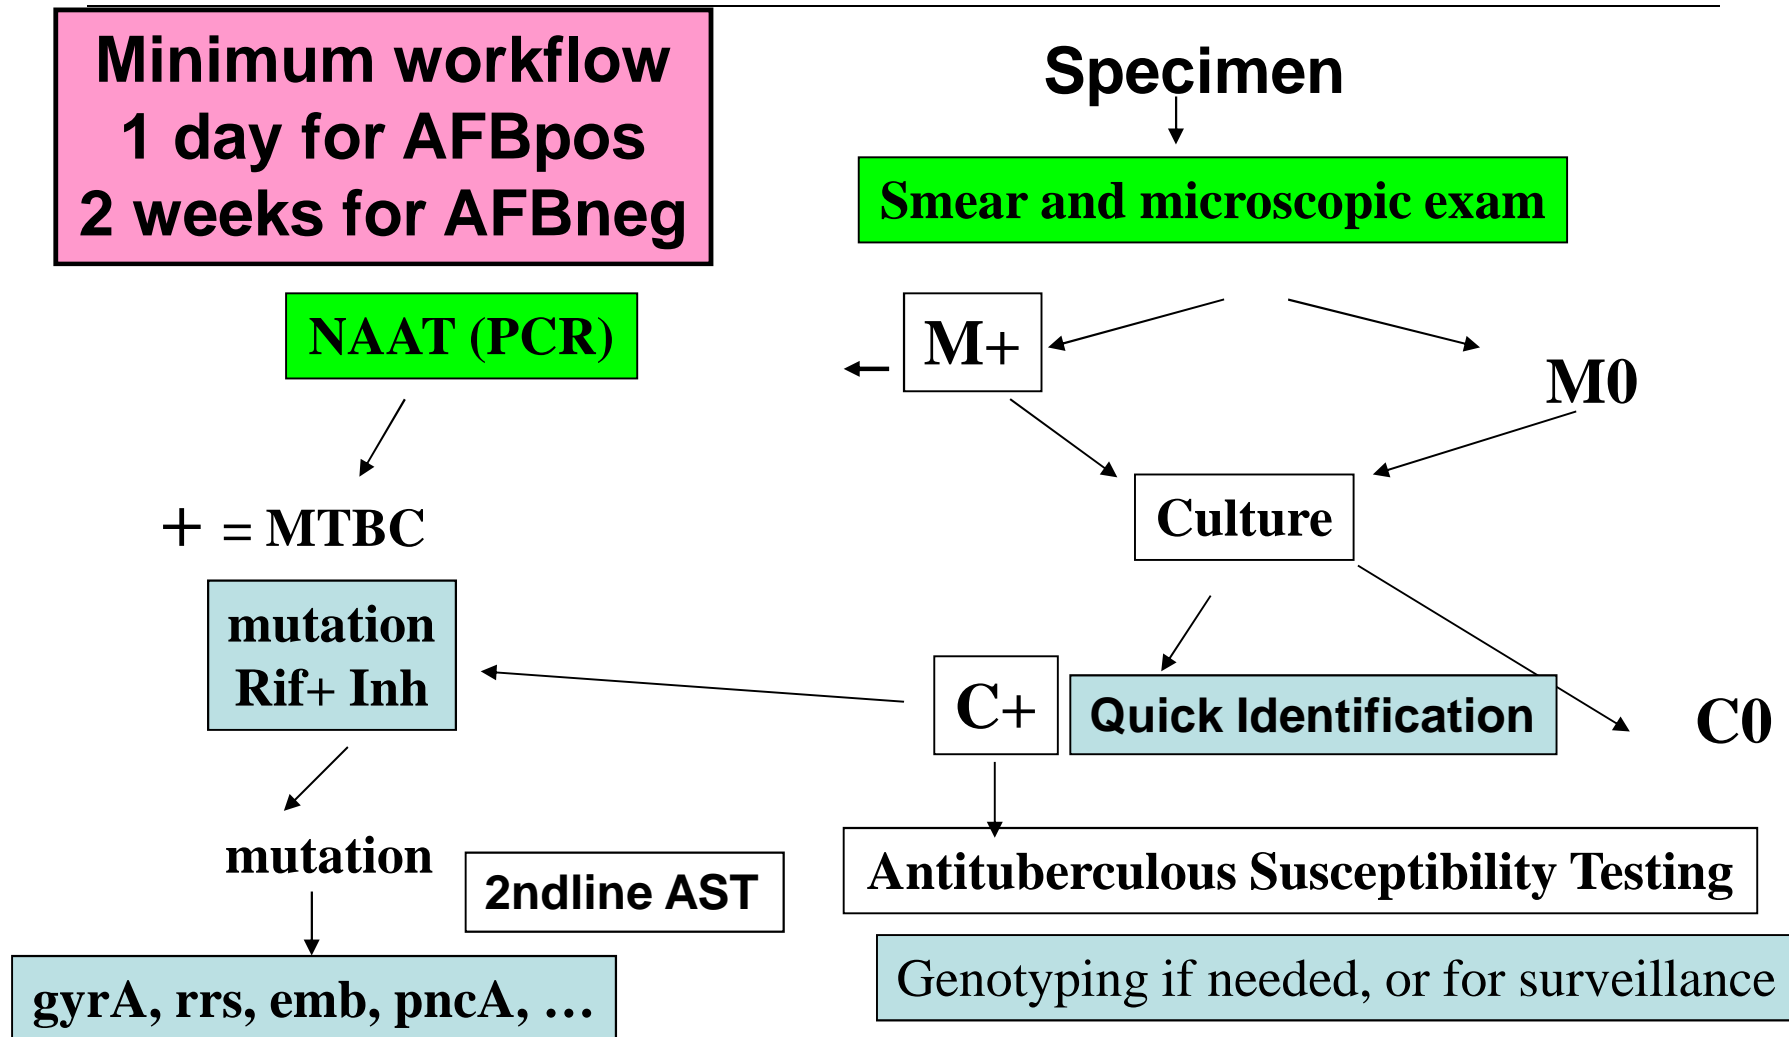 Minimum workflow
1 day for AFBpos
2 weeks for AFBneg
Specimen
Smear and microscopic exam
NAAT (PCR)
M+
M0
+ = MTBC
Culture
mutation
Rif+ Inh
C+
Quick Identification
C0
mutation
2ndline AST
Antituberculous Susceptibility Testing
gyrA, rrs, emb, pncA, …
Genotyping if needed, or for surveillance